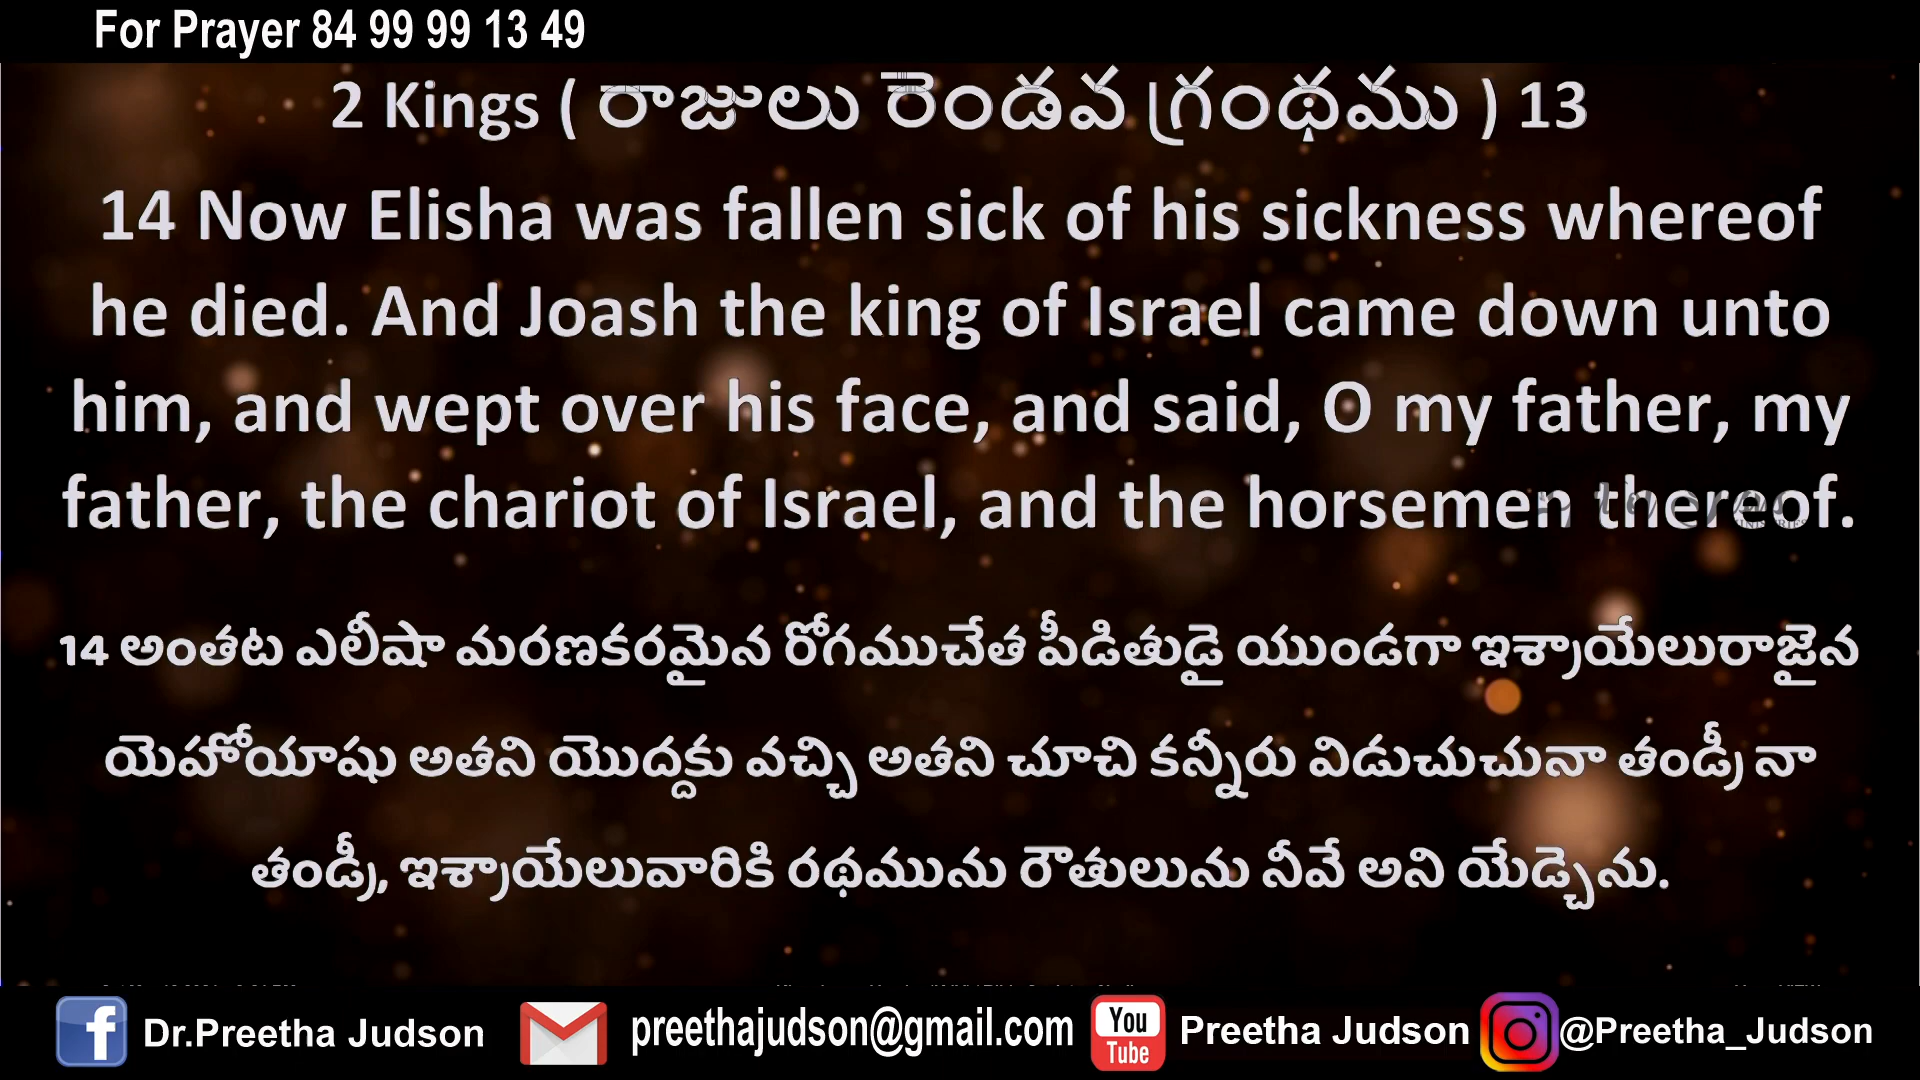 For Prayer 84 99 99 13 49
2 Kings ( రాజులు రెండవ గ్రంథము ) 13
14 Now Elisha was fallen sick of his sickness whereof
he died. And Joash the king of Israel came down unto
him, and wept over his face, and said, O my father, my
father, the chariot of Israel, and the horsemen thereof.
14 అంతట ఎలీషా మరణకరమైన రోగముచేత పీడితుడై యుండగా ఇశ్రాయేలురాజైన
యెహోయాషు అతని యొద్దకు వచ్చి అతని చూచి కన్నీరు విడుచుచునా తండ్రీ నా
తండ్రీ, ఇశ్రాయేలువారికి రథమును రౌతులును నీవే అని యేడ్చెను.
Dr.Preetha Judson preethajudson@gmail.com You Tube Preetha Judson @Preetha_Judson